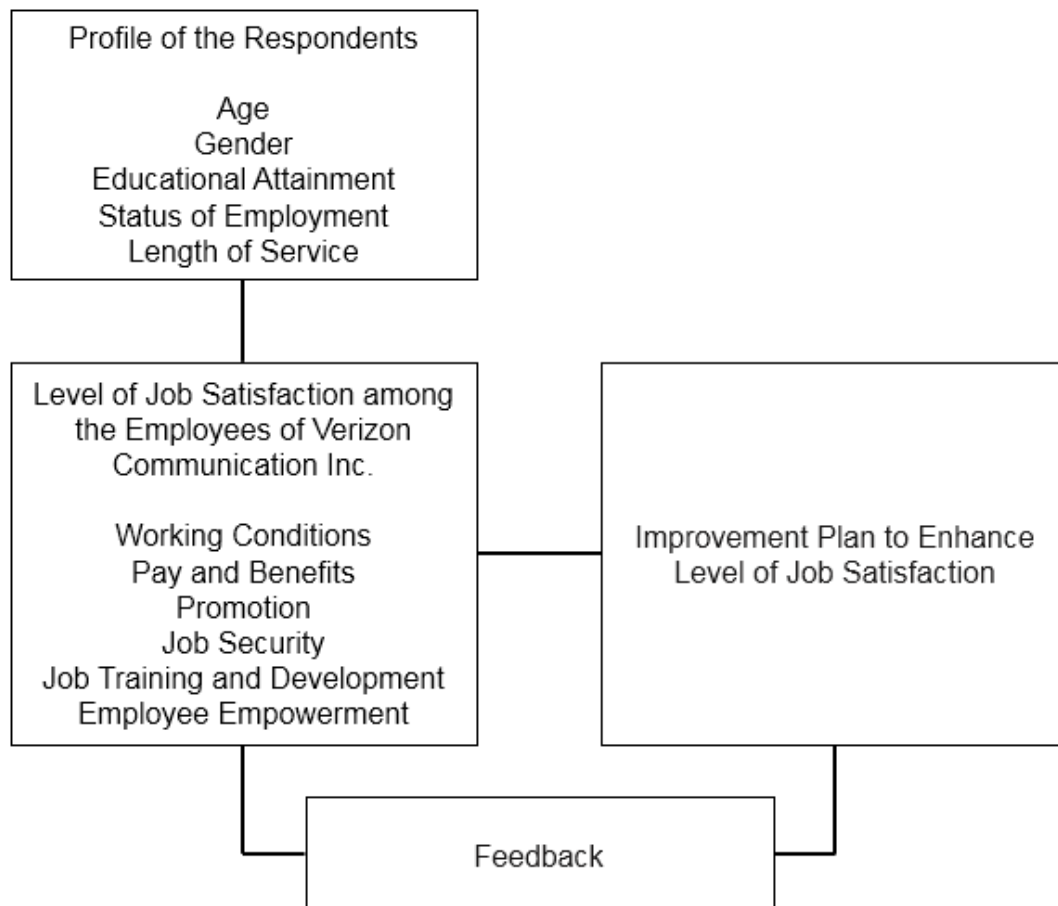 Profile of the Respondents
Age
Gender
Educational Attainment
Status of Employment
Length of Service
Level of Job Satisfaction among
the Employees of Verizon
Communication Inc.
Working Conditions
Pay and Benefits
Promotion
Job Security
Job Training and Development
Employee Empowerment
Improvement Plan to Enhance
Level of Job Satisfaction
Feedback